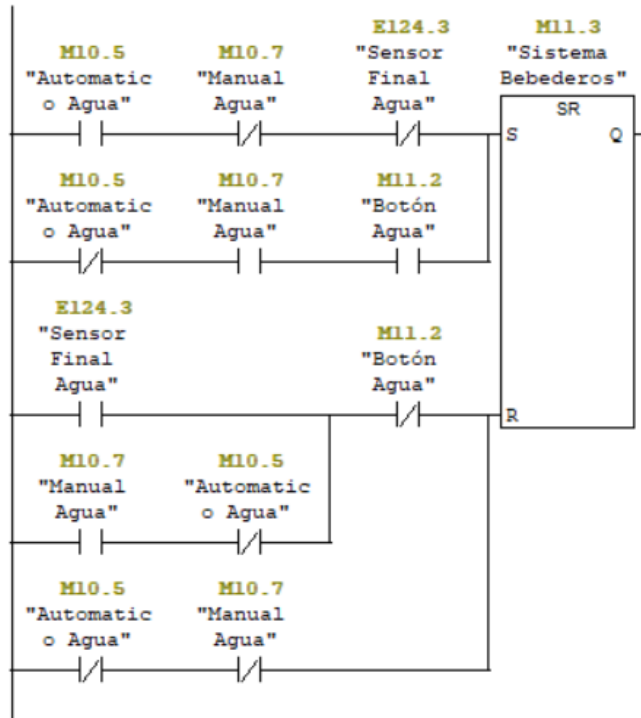 E124.3 M11.3
M10.5 M10.7 "Sensor "Sistema
"Automatic "Manual Final Bebederos"
o Agua" Agua" Agua" SR
S Q
M10.5 M10.7 M11.2
"Automatic "Manual "Botón
o Agua" Agua" Agua"
E124.3
"Sensor M11.2
Final "Botón
Agua" Agua"
R
M10.7 M10.5
"Manual "Automatic
Agua" o Agua"
M10.5 M10.7
"Automatic "Manual
o Agua" Agua"